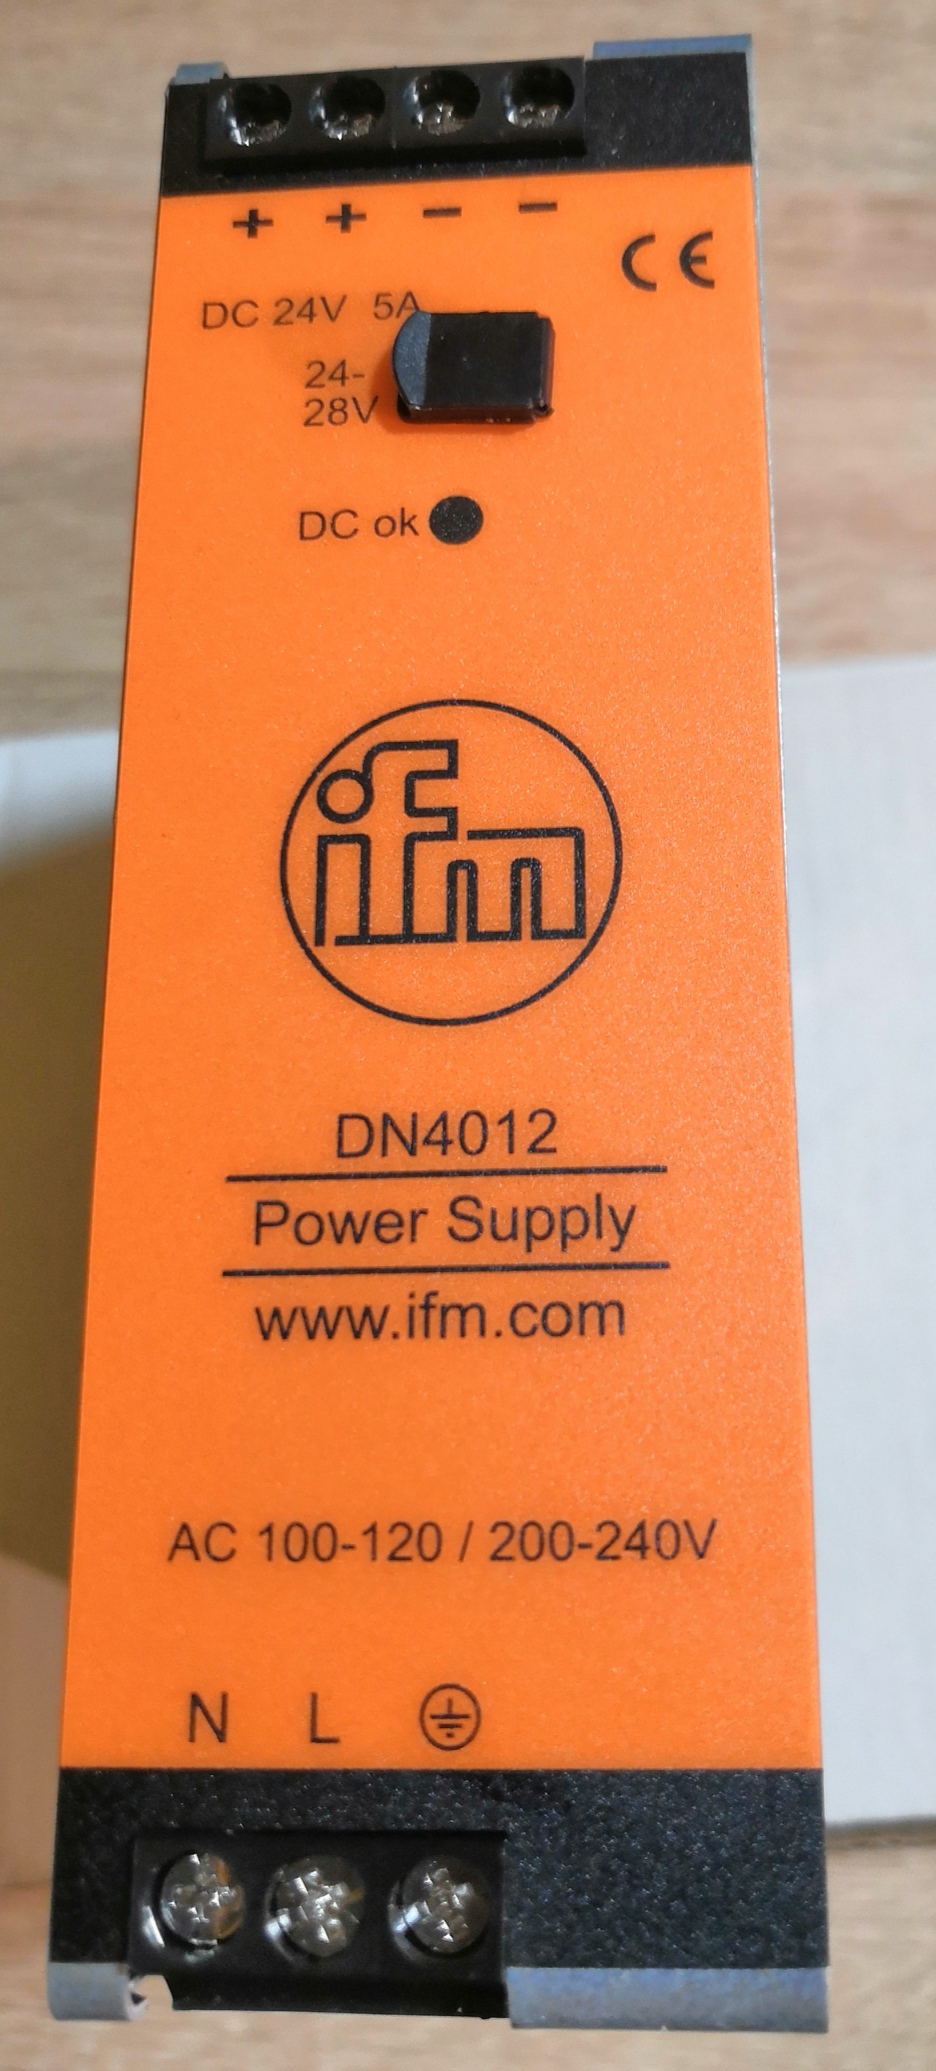 + + − −
CE
DC 24V 5A
24-
28V
DC ok
ifm
DN4012
Power Supply
www.ifm.com
AC 100-120 / 200-240V
N L